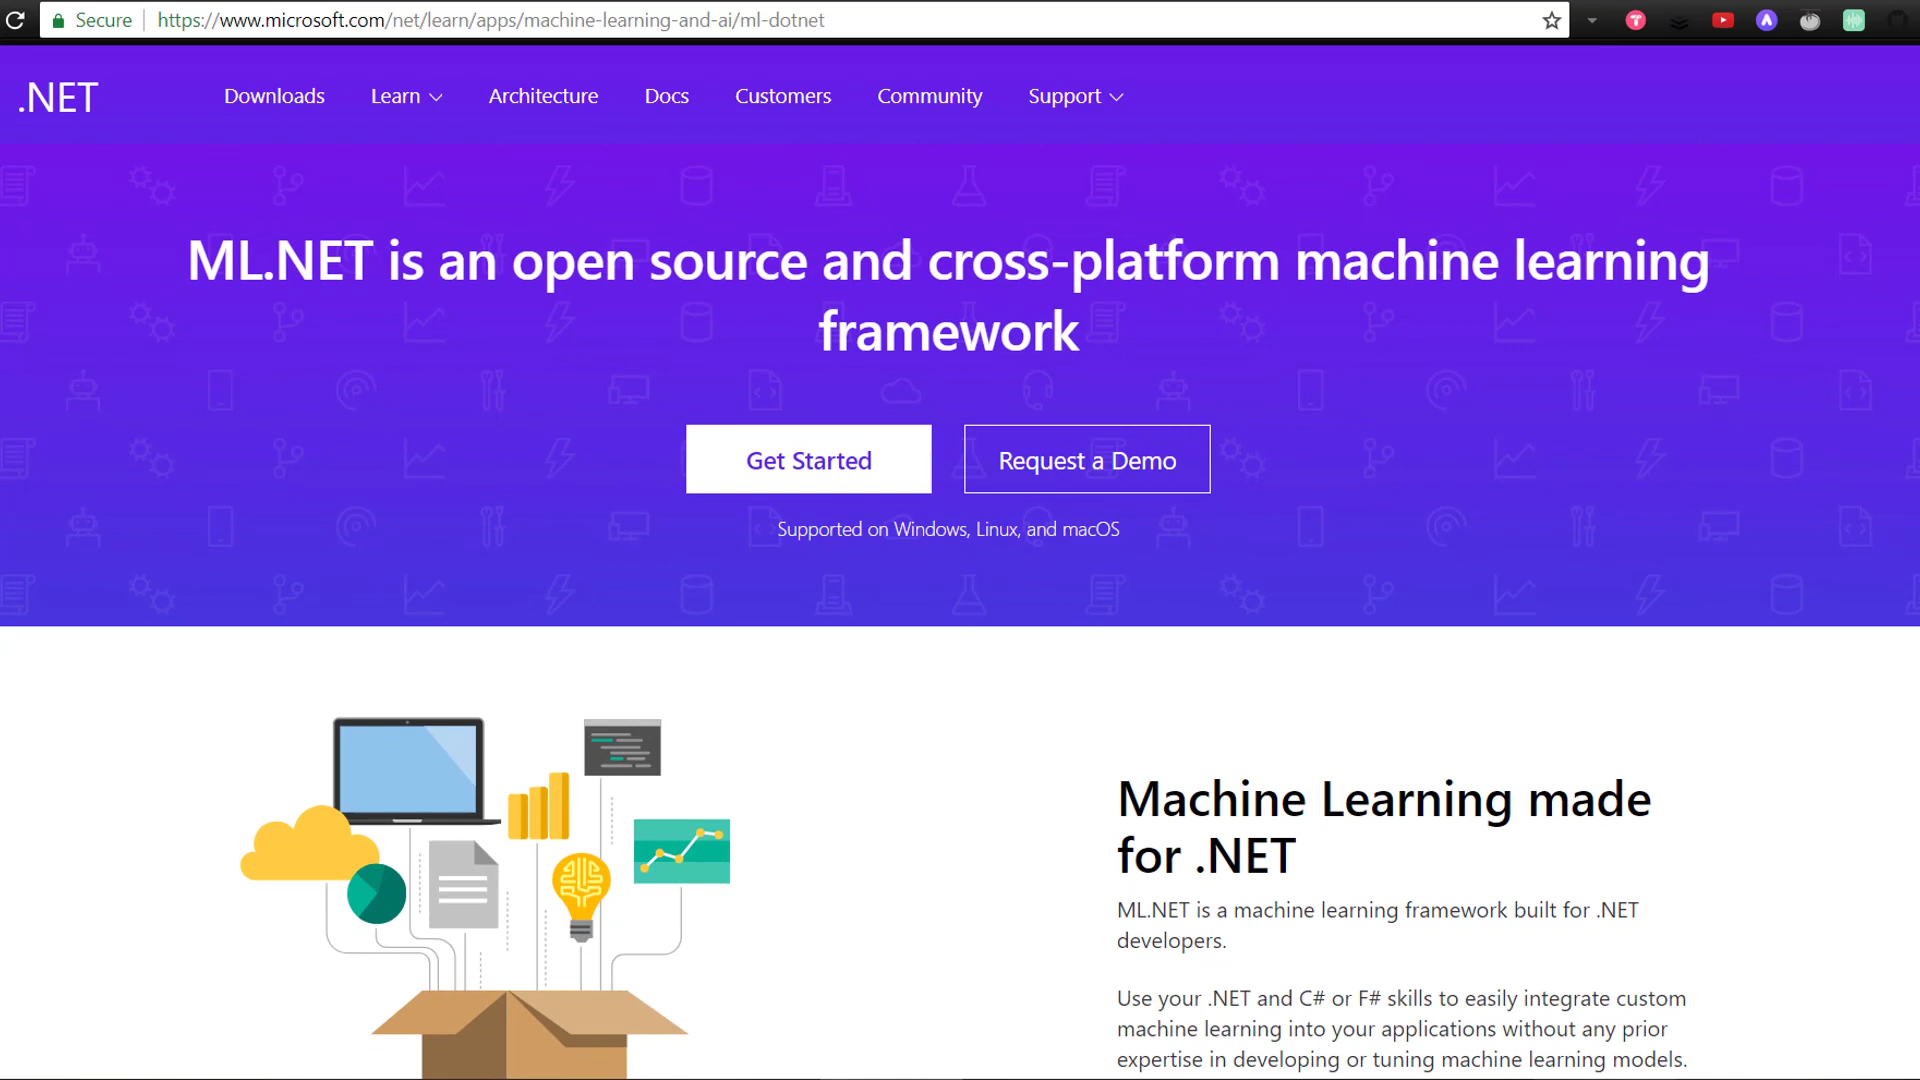 Secure https://www.microsoft.com/net/learn/apps/machine-learning-and-ai/ml-dotnet
.NET Downloads Learn Architecture Docs Customers Community Support
ML.NET is an open source and cross-platform machine learning
framework
Get Started Request a Demo
Supported on Windows, Linux, and macOS
Machine Learning made
for .NET
ML.NET is a machine learning framework built for .NET
developers.
Use your .NET and C# or F# skills to easily integrate custom
machine learning into your applications without any prior
expertise in developing or tuning machine learning models.